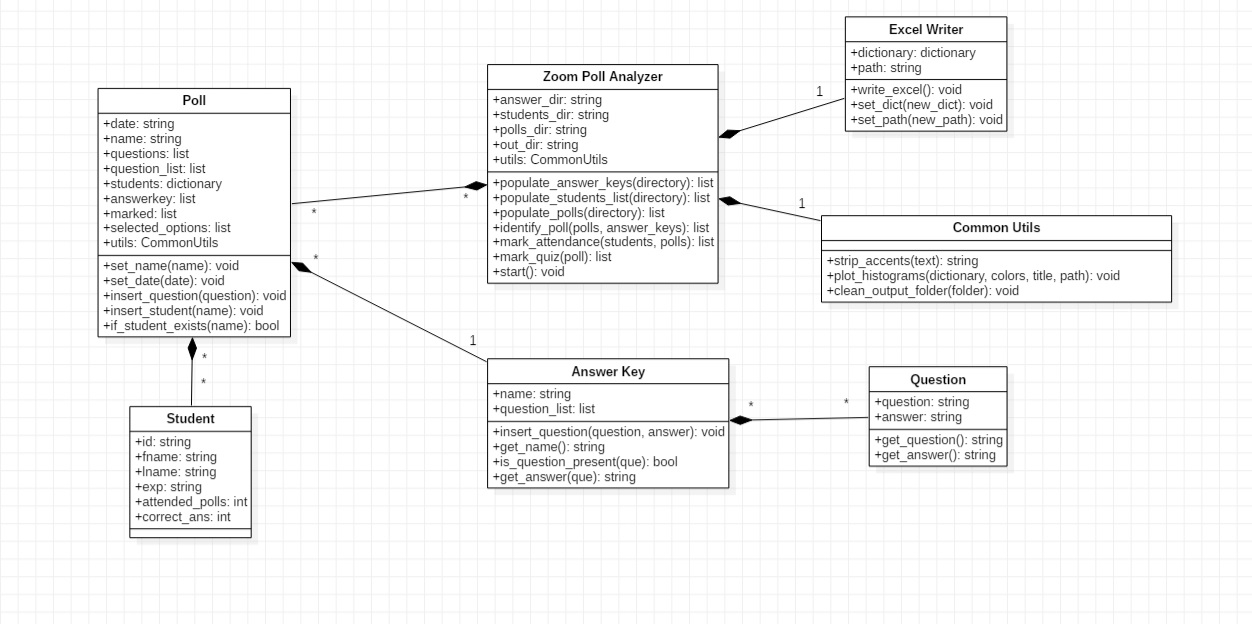 Poll
+date: string
+name: string
+questions: list
+question_list: list
+students: dictionary
+answerkey: list
+marked: list
+selected_options: list
+utils: CommonUtils
+set_name(name): void
+set_date(date): void
+insert_question(question): void
+insert_student(name): void
+if_student_exists(name): bool
*
*
*
*
*
1
Student
+id: string
+fname: string
+lname: string
+exp: string
+attended_polls: int
+correct_ans: int
Zoom Poll Analyzer
+answer_dir: string
+students_dir: string
+polls_dir: string
+out_dir: string
+utils: CommonUtils
+populate_answer_keys(directory): list
+populate_students_list(directory): list
+populate_polls(directory): list
+identify_poll(polls, answer_keys): list
+mark_attendance(students, polls): list
+mark_quiz(poll): list
+start(): void
1
1
Excel Writer
+dictionary: dictionary
+path: string
+write_excel(): void
+set_dict(new_dict): void
+set_path(new_path): void
Common Utils
+strip_accents(text): string
+plot_histograms(dictionary, colors, title, path): void
+clean_output_folder(folder): void
Answer Key
+name: string
+question_list: list
+insert_question(question, answer): void
+get_name(): string
+is_question_present(que): bool
+get_answer(que): string
*
*
Question
+question: string
+answer: string
+get_question(): string
+get_answer(): string